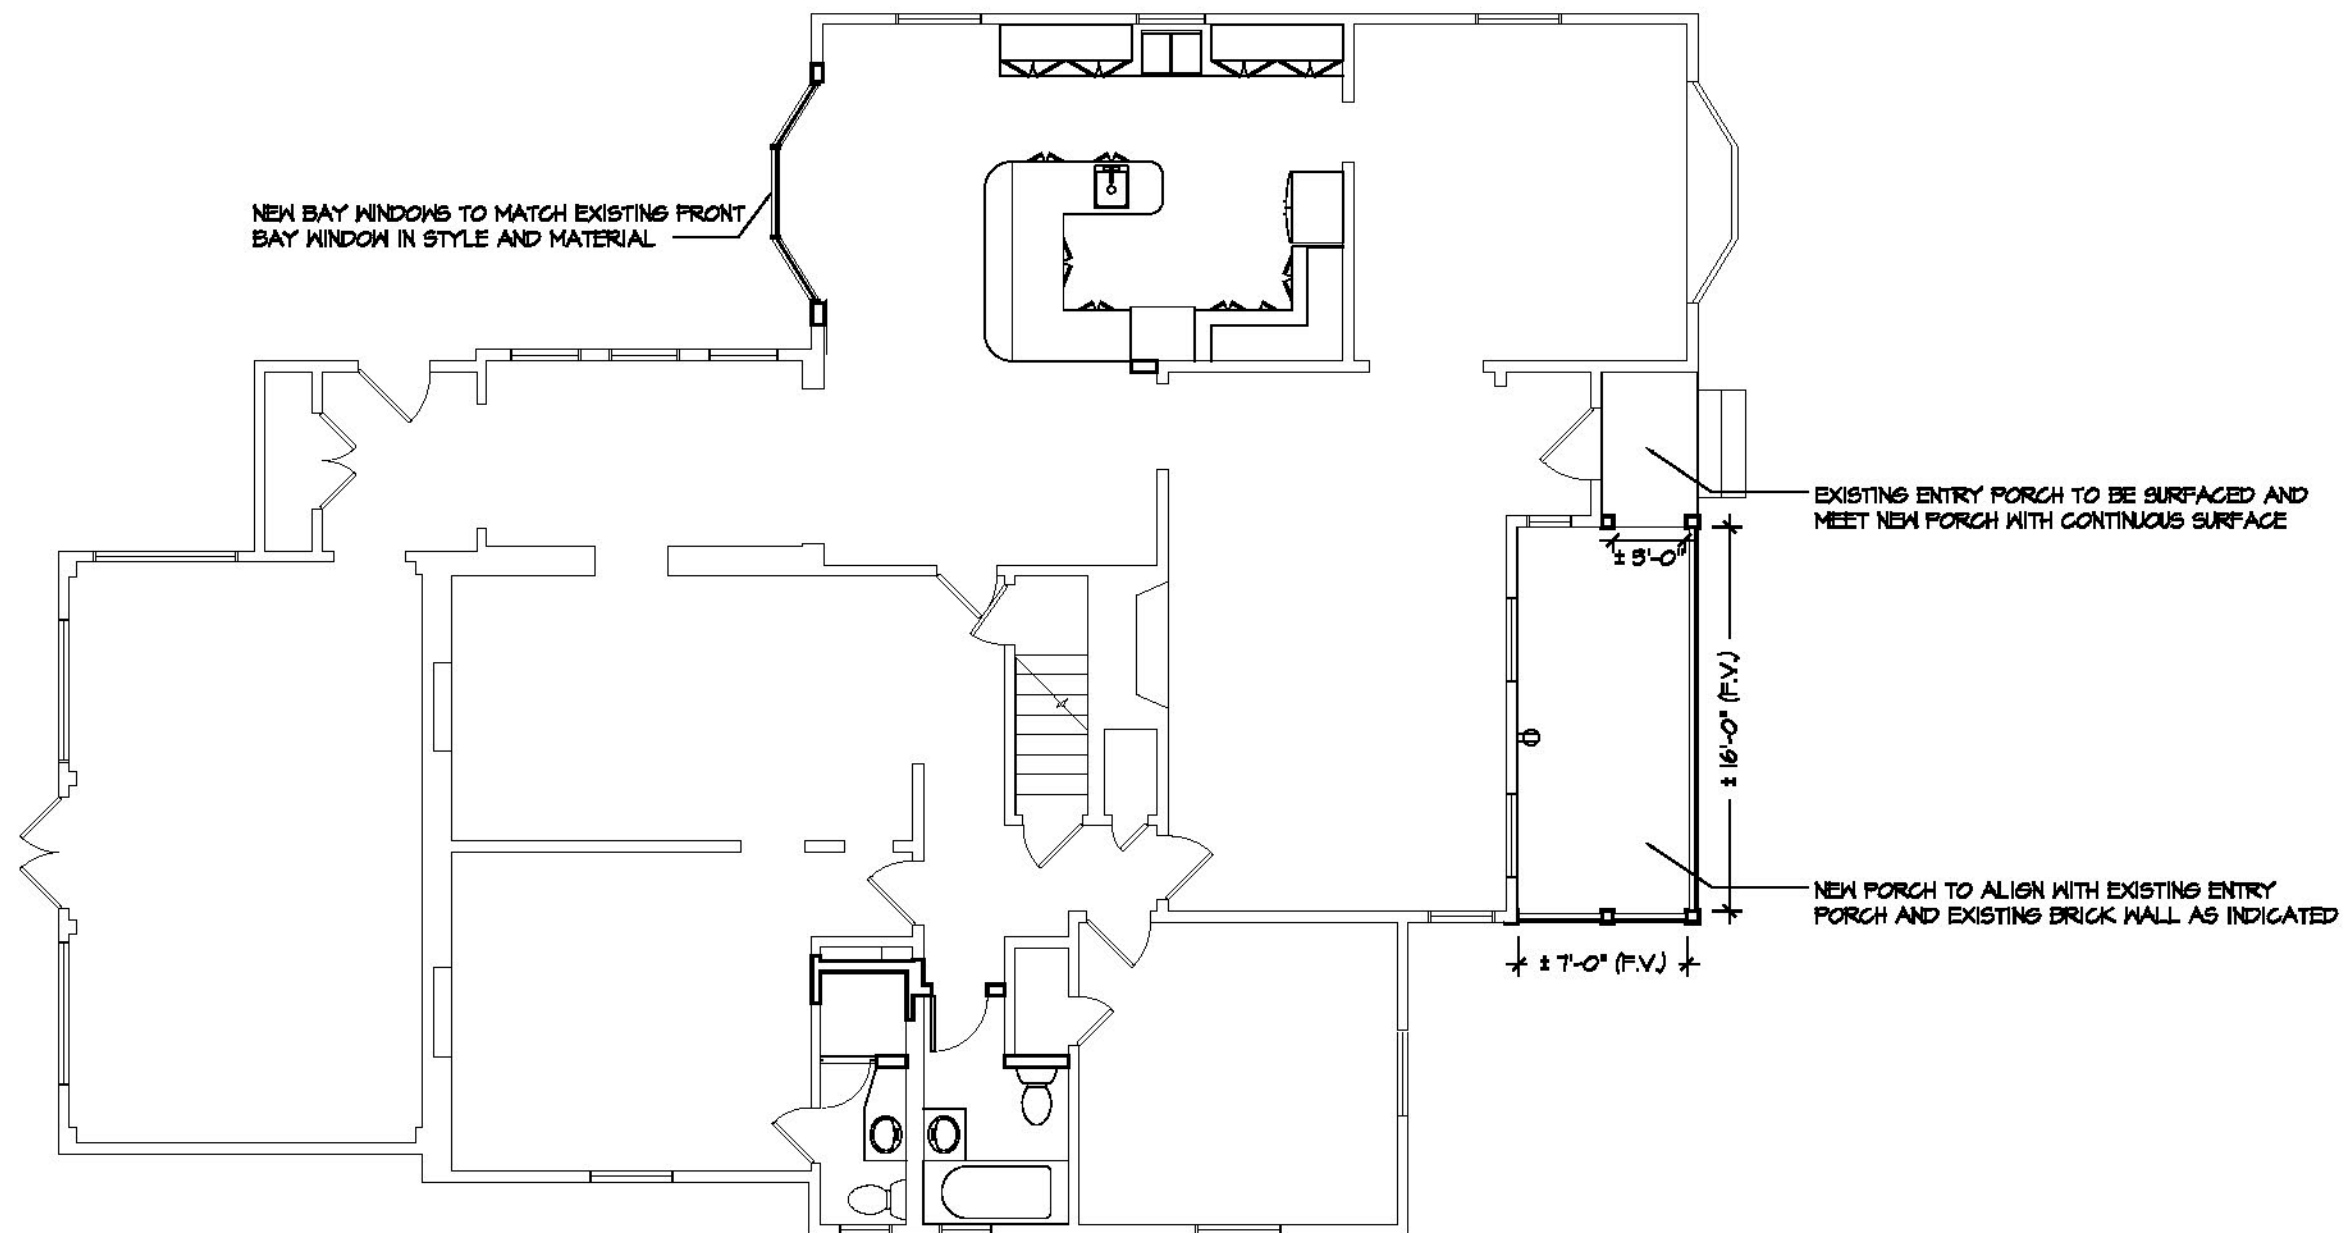 NEW BAY WINDOWS TO MATCH EXISTING FRONT
BAY WINDOW IN STYLE AND MATERIAL
EXISTING ENTRY PORCH TO BE SURFACED AND
MEET NEW PORCH WITH CONTINUOUS SURFACE
± 5'-0"
± 16'-0" (F.V.)
NEW PORCH TO ALIGN WITH EXISTING ENTRY
PORCH AND EXISTING BRICK WALL AS INDICATED
± 7'-0" (F.V.)